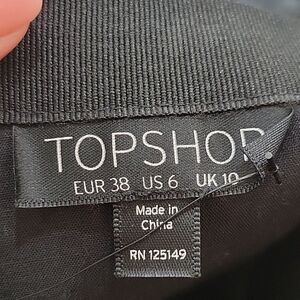 TOPSHOP
EUR 38 US 6 UK 10
Made in
China
RN 125149